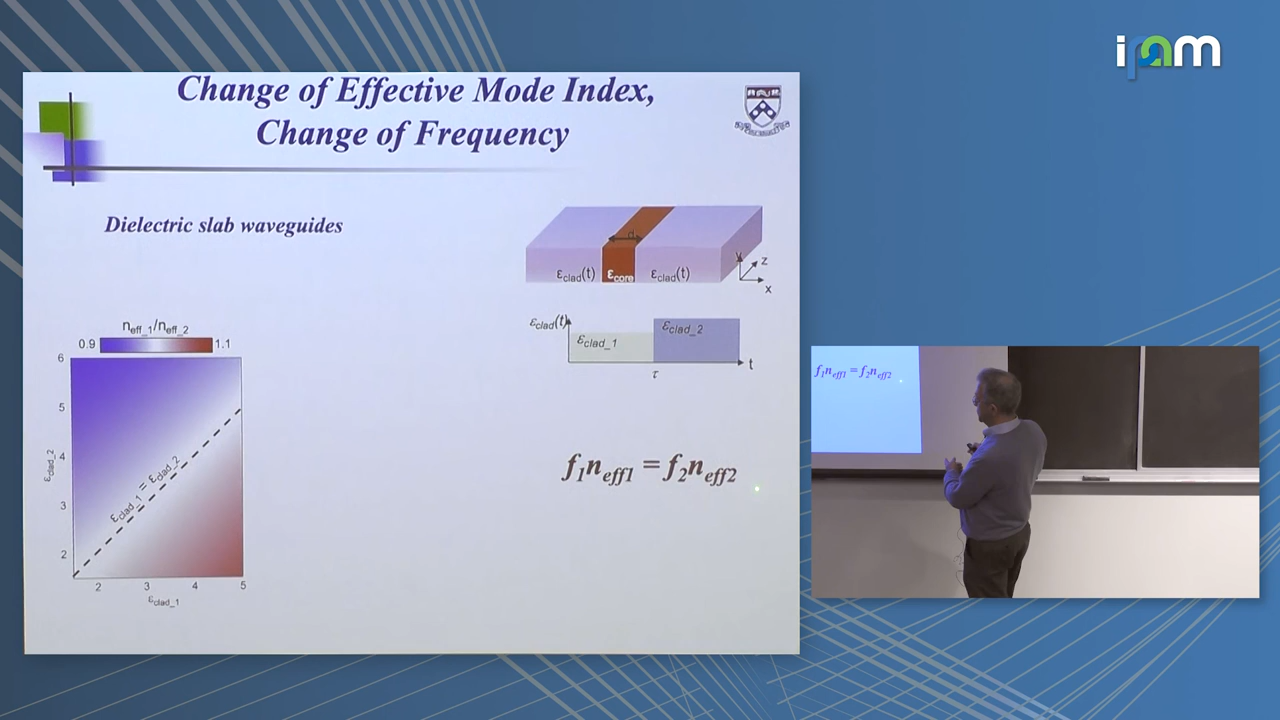 ipam
Change of Effective Mode Index,
Change of Frequency
Dielectric slab waveguides
d
εclad(t) εcore εclad(t)
y
z
x
εclad(t)
εclad_1
εclad_2
τ
t
neff_1/neff_2
0.9 1.1
6
5
4
3
2
εclad_2
εclad_1 = εclad_2
2 3 4 5
εclad_1
f1neff1 = f2neff2
f1neff1 = f2neff2